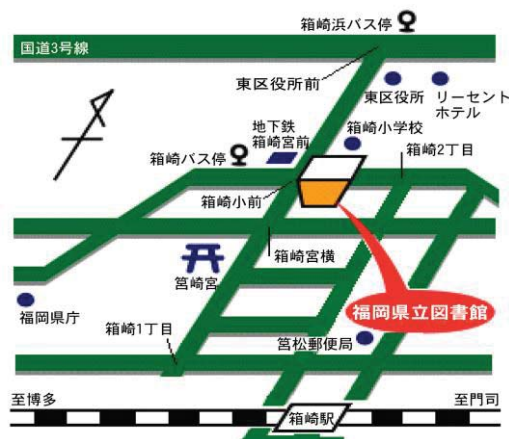 箱崎浜バス停
国道3号線
東区役所前
東区役所
リーセント
ホテル
地下鉄
箱崎宮前
箱崎小学校
箱崎バス停
箱崎2丁目
箱崎小前
箱崎宮横
筥崎宮
福岡県庁
福岡県立図書館
箱崎1丁目
筥松郵便局
至博多
箱崎駅
至門司